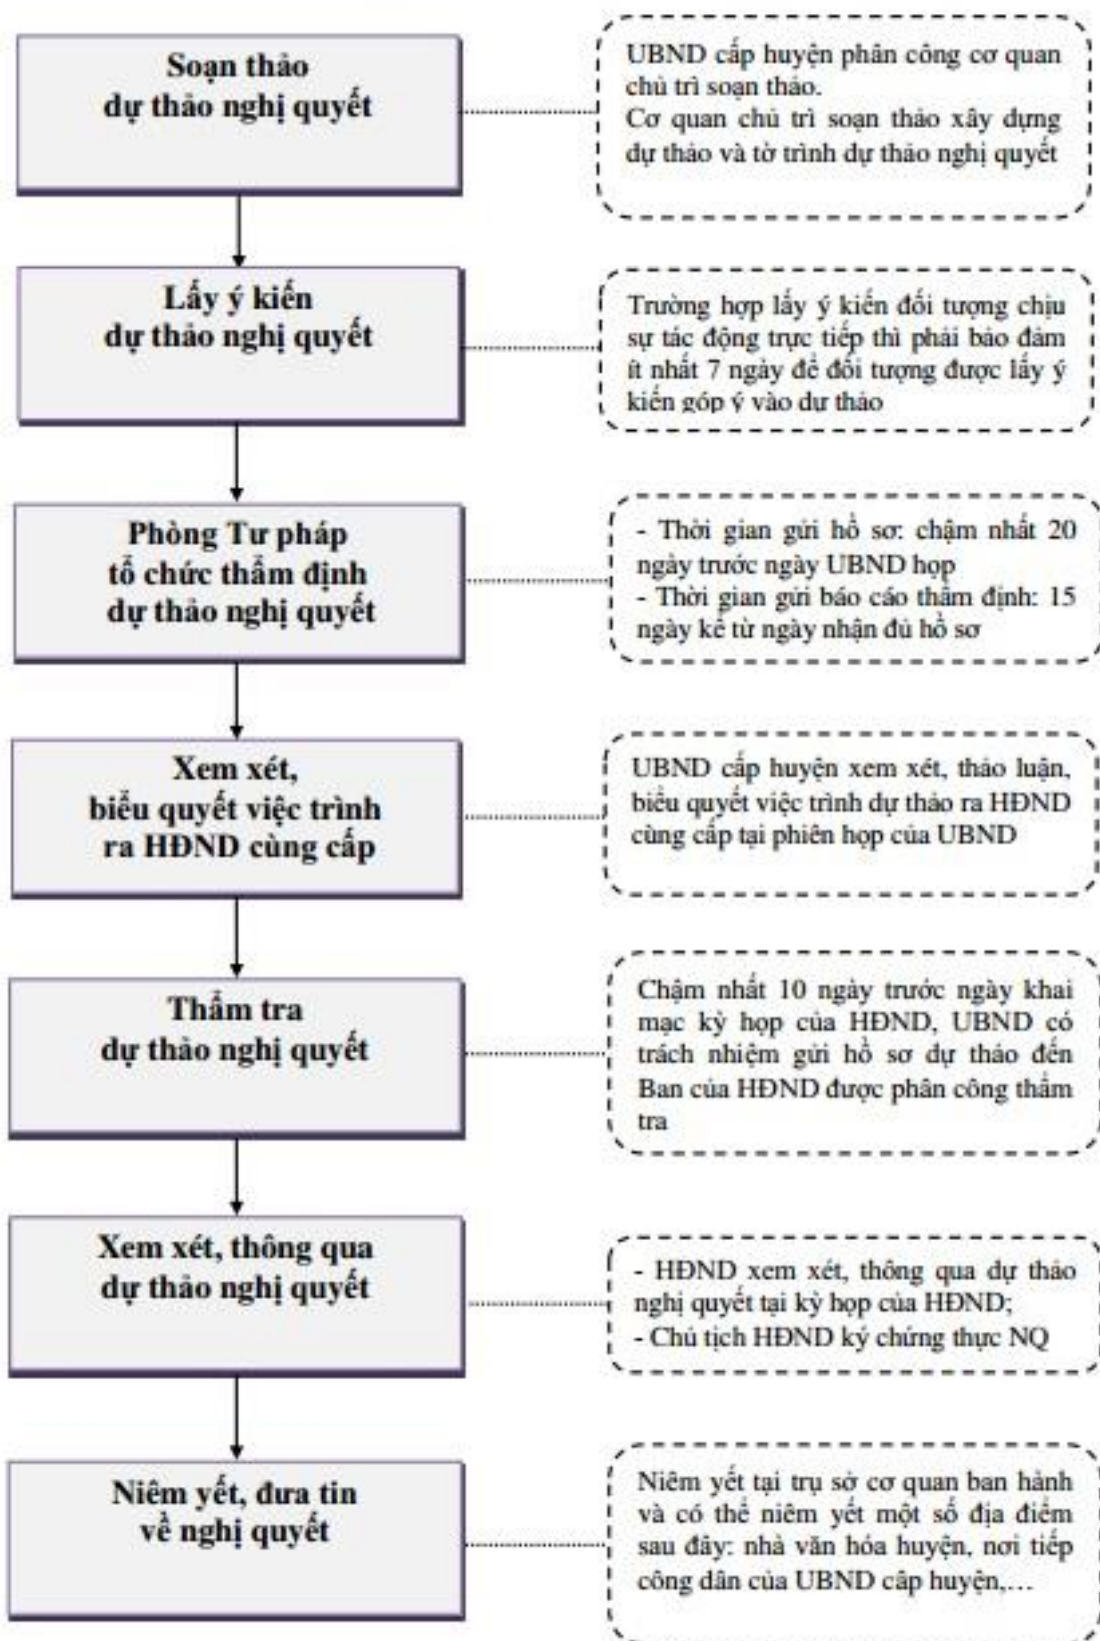 Soạn thảo
dự thảo nghị quyết
UBND cấp huyện phân công cơ quan
chủ trì soạn thảo.
Cơ quan chủ trì soạn thảo xây dựng
dự thảo và tờ trình dự thảo nghị quyết
Lấy ý kiến
dự thảo nghị quyết
Trường hợp lấy ý kiến đối tượng chịu
sự tác động trực tiếp thì phải bảo đảm
ít nhất 7 ngày để đối tượng được lấy ý
kiến góp ý vào dự thảo
Phòng Tư pháp
tổ chức thẩm định
dự thảo nghị quyết
- Thời gian gửi hồ sơ: chậm nhất 20
ngày trước ngày UBND họp
- Thời gian gửi báo cáo thẩm định: 15
ngày kể từ ngày nhận đủ hồ sơ
Xem xét,
biểu quyết việc trình
ra HĐND cùng cấp
UBND cấp huyện xem xét, thảo luận,
biểu quyết việc trình dự thảo ra HĐND
cùng cấp tại phiên họp của UBND
Thẩm tra
dự thảo nghị quyết
Chậm nhất 10 ngày trước ngày khai
mạc kỳ họp của HĐND, UBND có
trách nhiệm gửi hồ sơ dự thảo đến
Ban của HĐND được phân công thẩm
tra
Xem xét, thông qua
dự thảo nghị quyết
- HĐND xem xét, thông qua dự thảo
nghị quyết tại kỳ họp của HĐND;
- Chủ tịch HĐND ký chứng thực NQ
Niêm yết, đưa tin
về nghị quyết
Niêm yết tại trụ sở cơ quan ban hành
và có thể niêm yết một số địa điểm
sau đây: nhà văn hóa huyện, nơi tiếp
công dân của UBND câp huyện,…